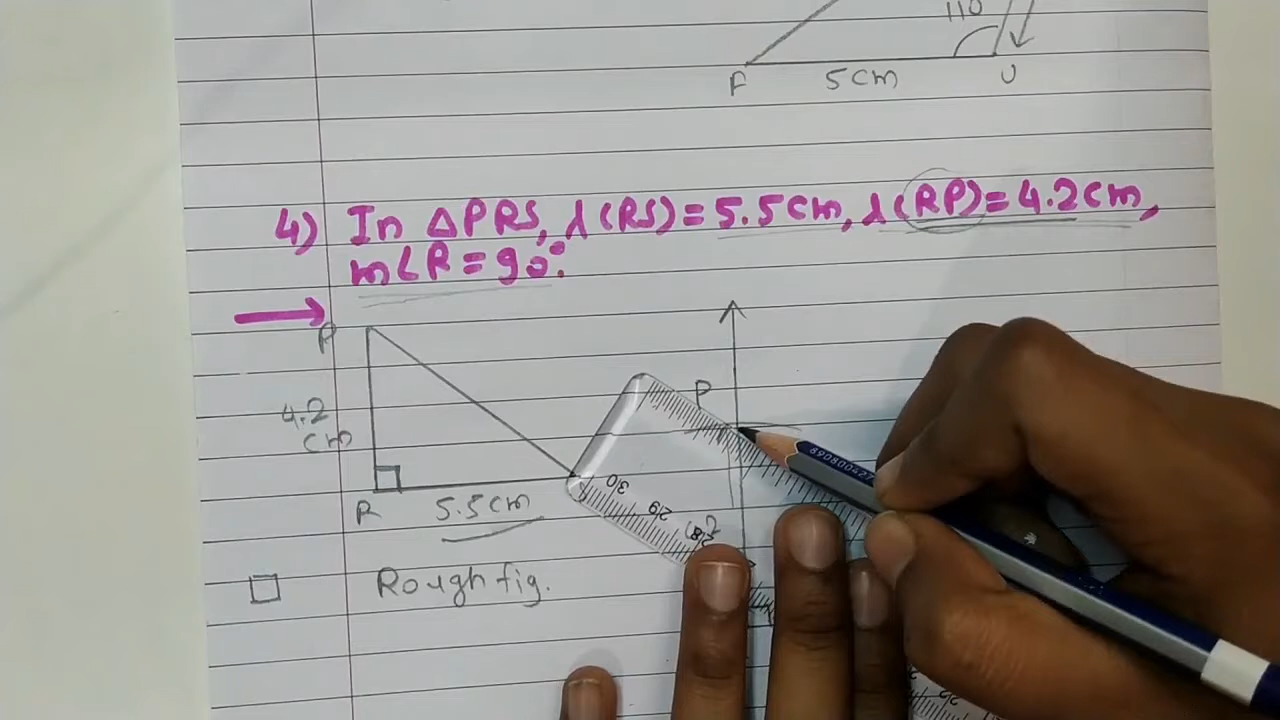 110
F 5cm U
4) In ΔPRS, l(RS)=5.5cm, l(RP)=4.2cm,
m∠R=90°.
P
P
4.2
cm
R 5.5cm
30
29
28
Rough fig.